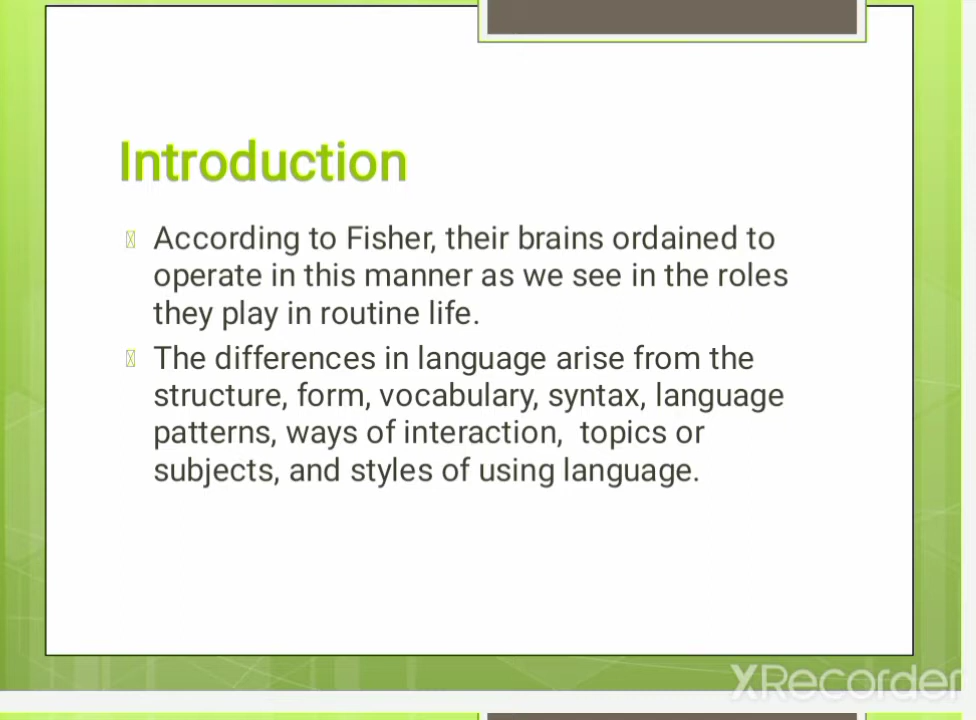 Introduction
According to Fisher, their brains ordained to
operate in this manner as we see in the roles
they play in routine life.
The differences in language arise from the
structure, form, vocabulary, syntax, language
patterns, ways of interaction,  topics or
subjects, and styles of using language.
XRecorder